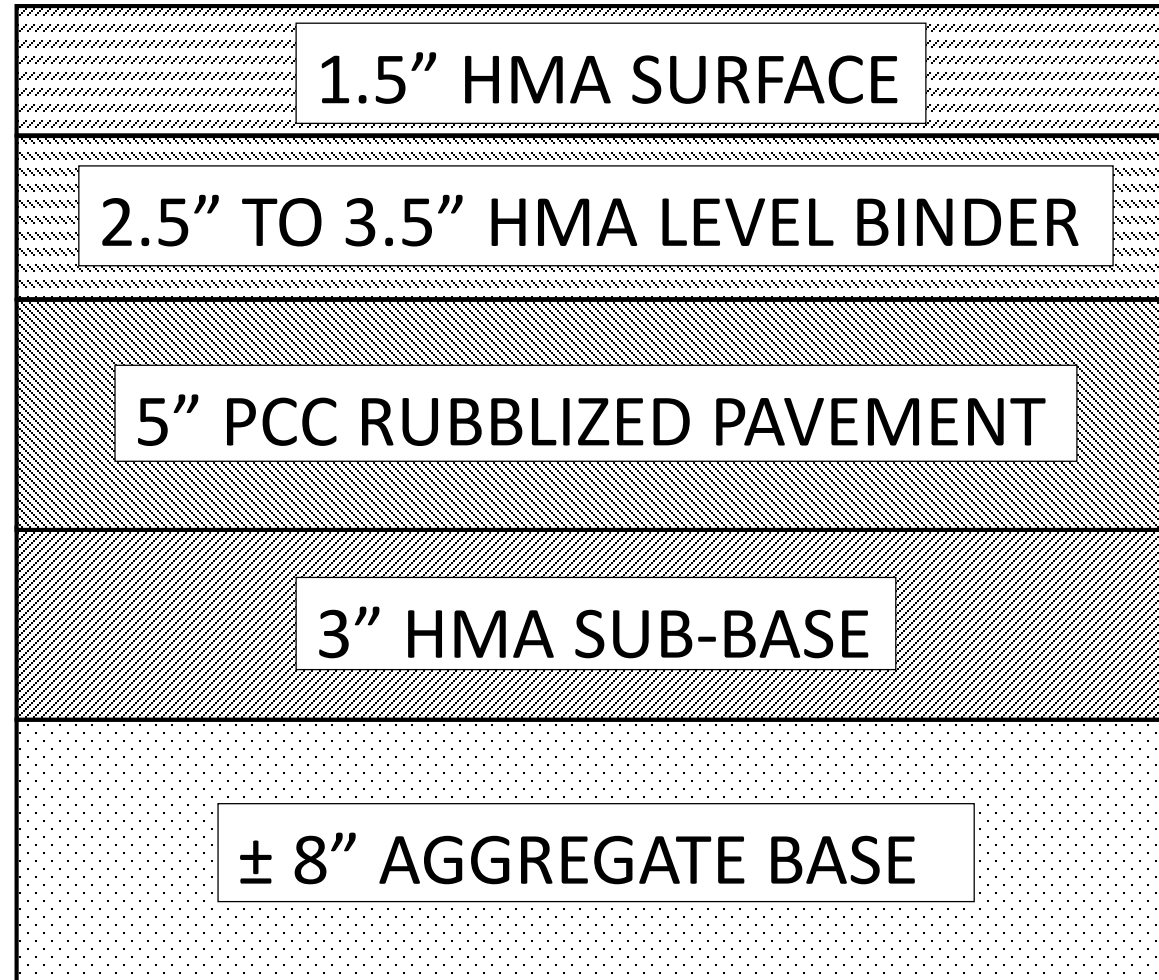 1.5” HMA SURFACE
2.5” TO 3.5” HMA LEVEL BINDER
5” PCC RUBBLIZED PAVEMENT
3” HMA SUB-BASE
± 8” AGGREGATE BASE